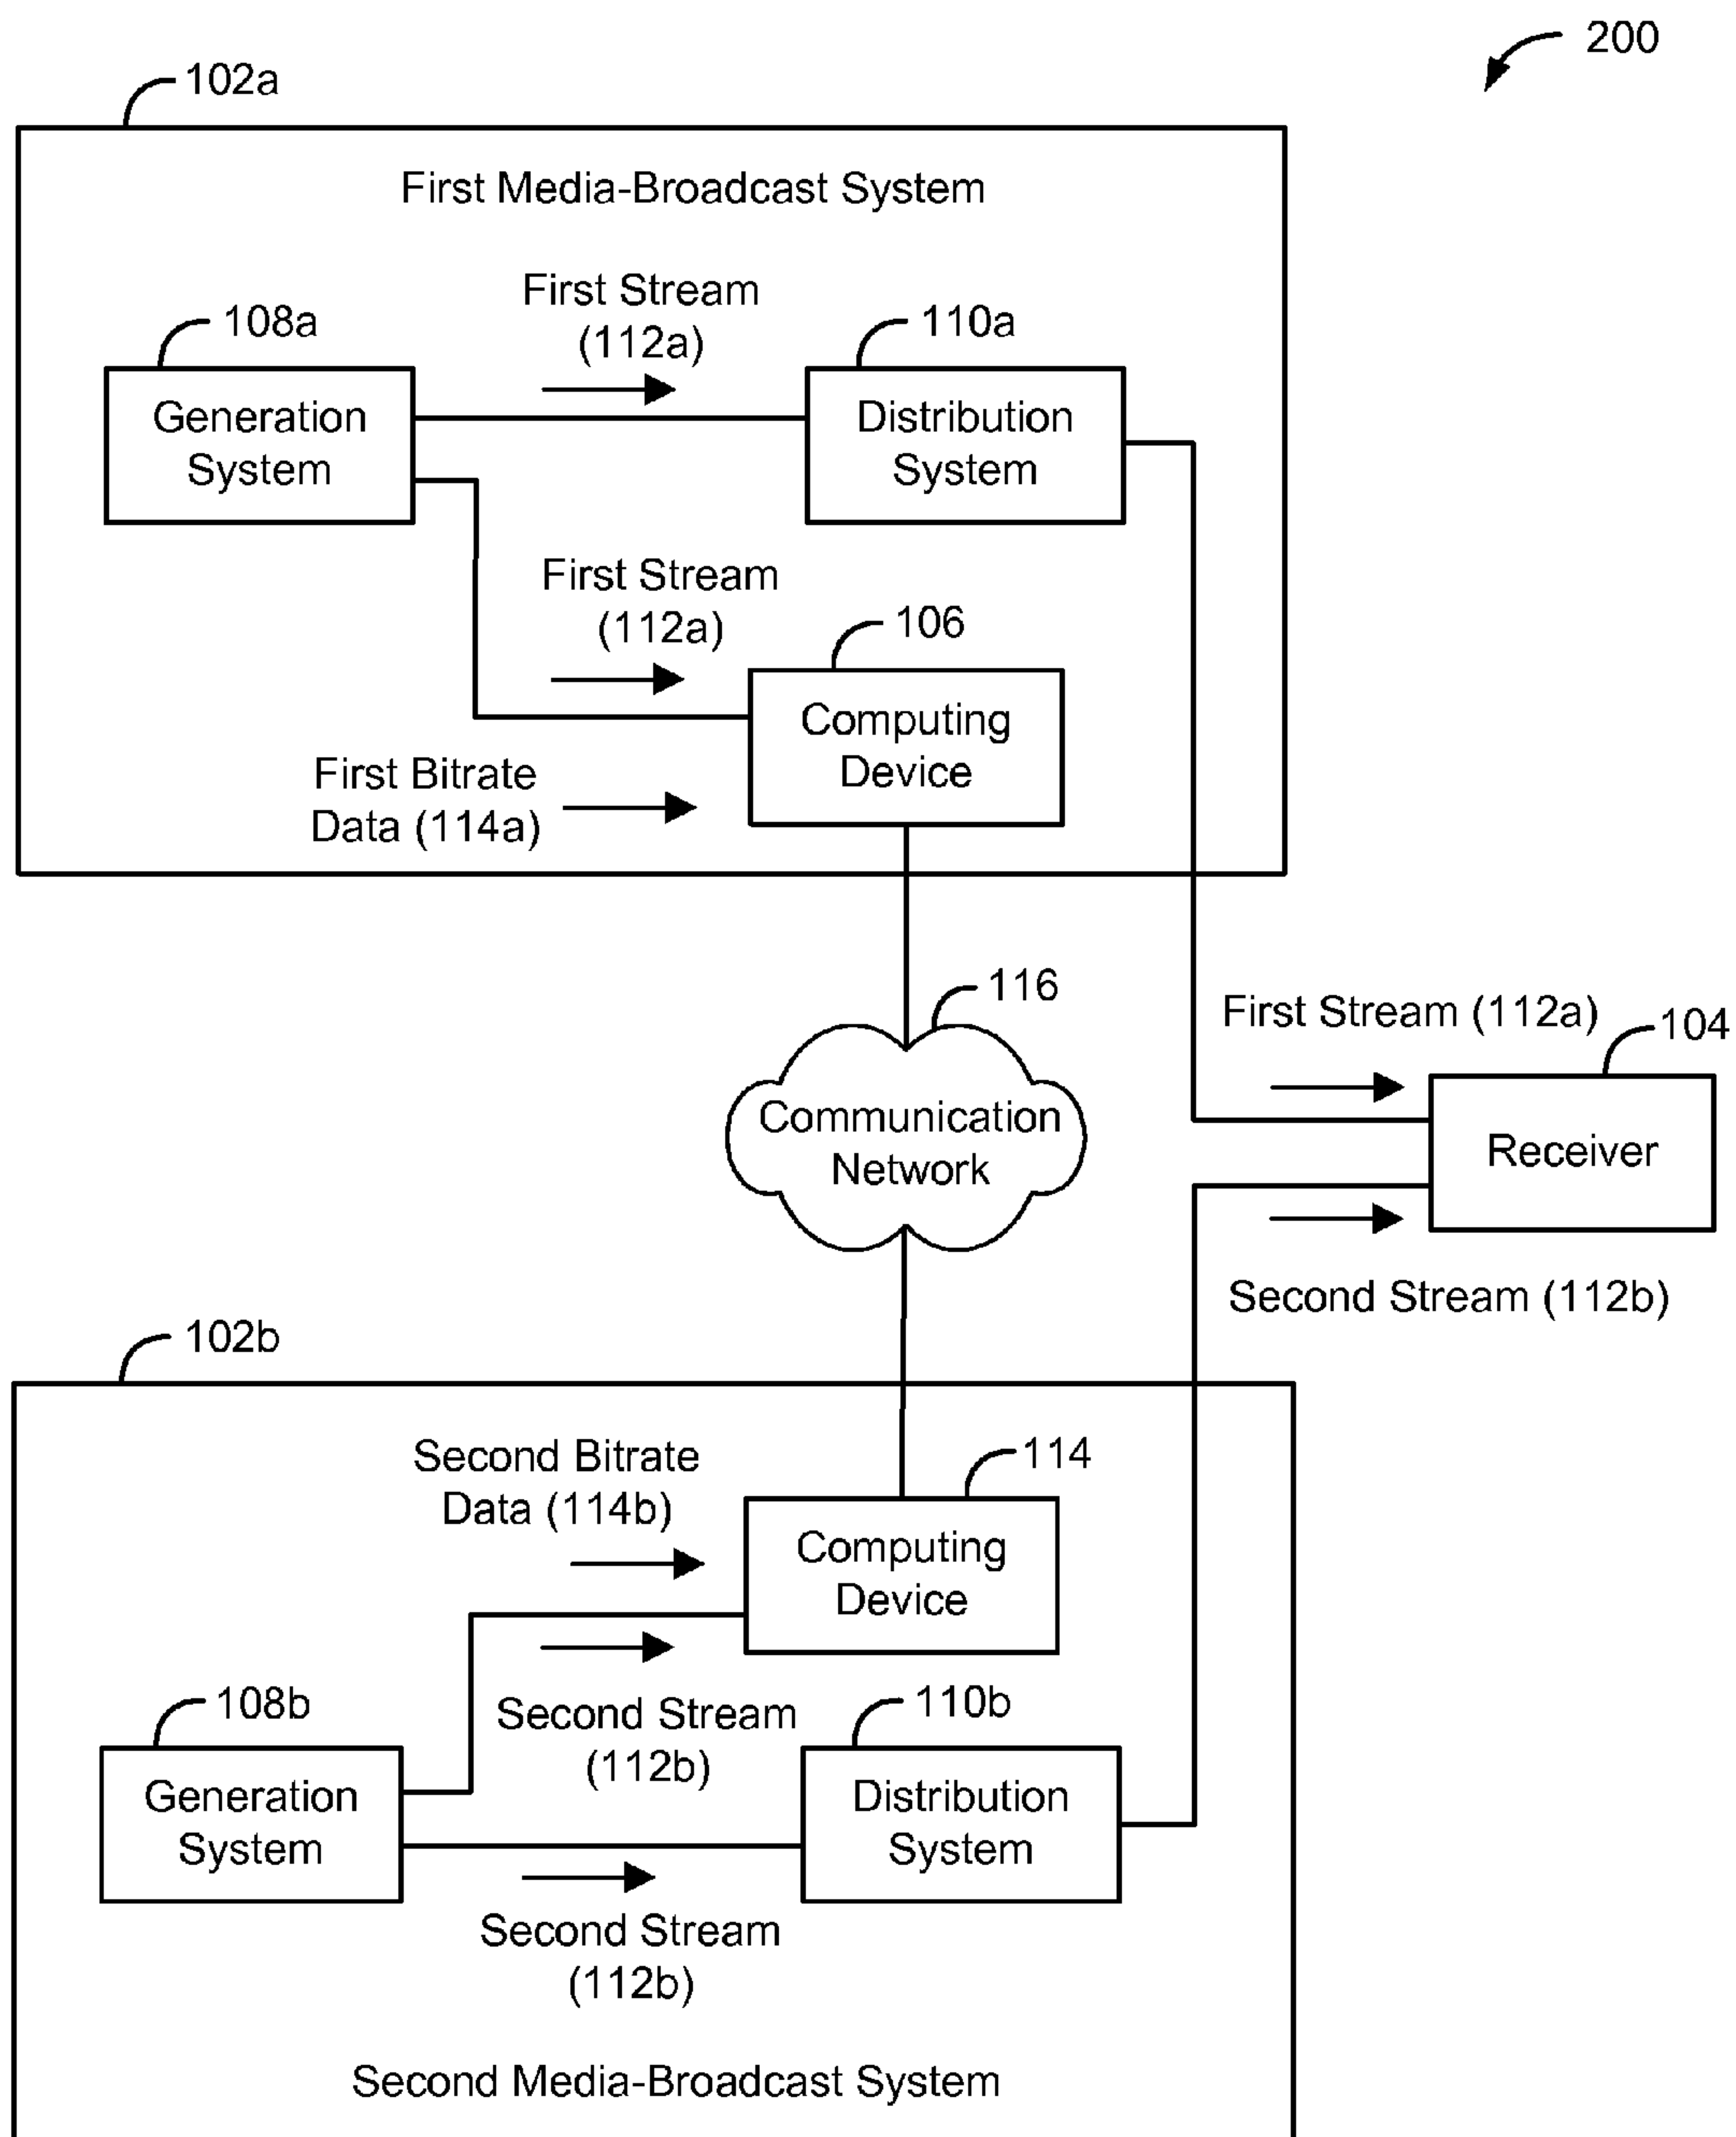 200
102a
First Media-Broadcast System
First Stream
(112a)
108a
110a
Generation
System
Distribution
System
First Stream
(112a)
106
Computing
Device
First Bitrate
Data (114a)
116
First Stream (112a)
104
Communication
Network
Receiver
Second Stream (112b)
102b
Second Bitrate
Data (114b)
114
Computing
Device
108b
Second Stream
(112b)
110b
Generation
System
Distribution
System
Second Stream
(112b)
Second Media-Broadcast System